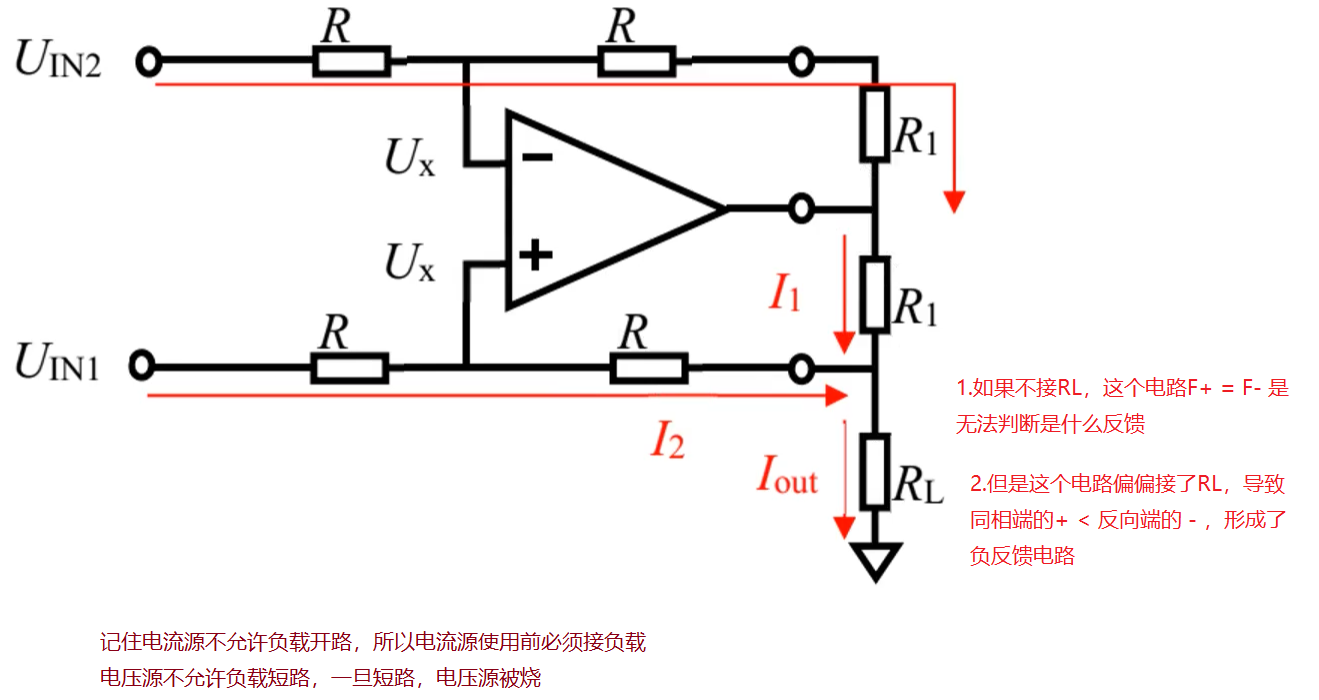 R
R
UIN2
R1
Ux
−
Ux
+
I1
R1
R
R
UIN1
I2
Iout
RL
1.如果不接RL，这个电路F+ = F- 是
无法判断是什么反馈
2.但是这个电路偏偏接了RL，导致
同相端的+ < 反向端的 - ，形成了
负反馈电路
记住电流源不允许负载开路，所以电流源使用前必须接负载
电压源不允许负载短路，一旦短路，电压源被烧